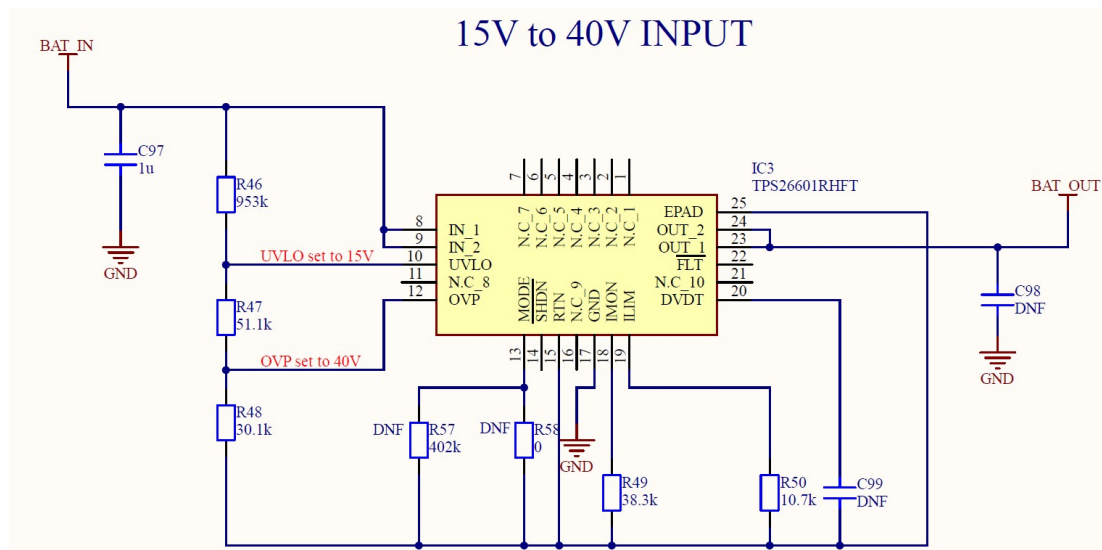 15V to 40V INPUT
BAT_IN
C97
1u
GND
R46
953k
UVLO set to 15V
R47
51.1k
OVP set to 40V
R48
30.1k
IC3
TPS26601RHFT
7 6 5 4 3 2 1
N.C_7 N.C_6 N.C_5 N.C_4 N.C_3 N.C_2 N.C_1
8 IN_1
9 IN_2
10 UVLO
11 N.C_8
12 OVP
EPAD 25
OUT_2 24
OUT_1 23
FLT 22
N.C_10 21
DVDT 20
MODE SHDN RTN N.C_9 GND IMON ILIM
13 14 15 16 17 18 19
BAT_OUT
C98
DNF
GND
DNF R57
402k
DNF R58
0
GND
R49
38.3k
R50
10.7k
C99
DNF